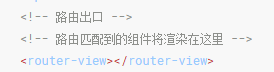 <!-- 路由出口 -->
<!-- 路由匹配到的组件将渲染在这里 -->
<router-view></router-view>